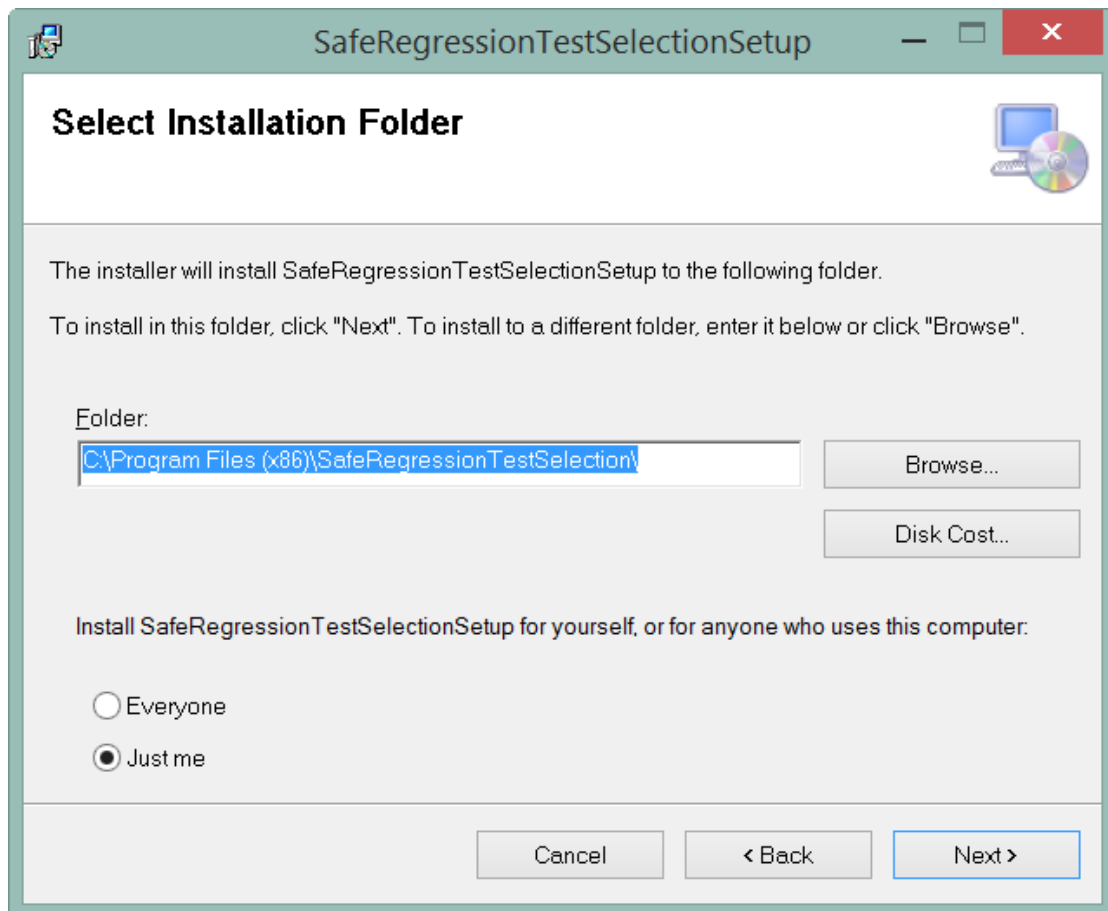 SafeRegressionTestSelectionSetup
Select Installation Folder
The installer will install SafeRegressionTestSelectionSetup to the following folder.
To install in this folder, click "Next". To install to a different folder, enter it below or click "Browse".
Folder:
C:\Program Files (x86)\SafeRegressionTestSelection\
Browse...
Disk Cost...
Install SafeRegressionTestSelectionSetup for yourself, or for anyone who uses this computer:
Everyone
Just me
Cancel
< Back
Next >